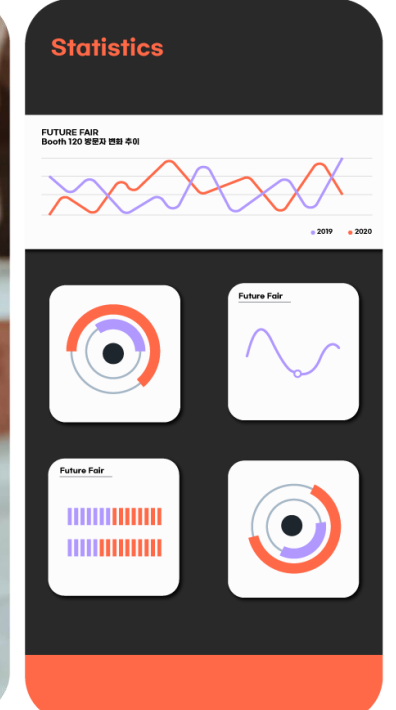 Statistics
FUTURE FAIR
Booth 120 방문자 변화 추이
2019
2020
Future Fair
Future Fair